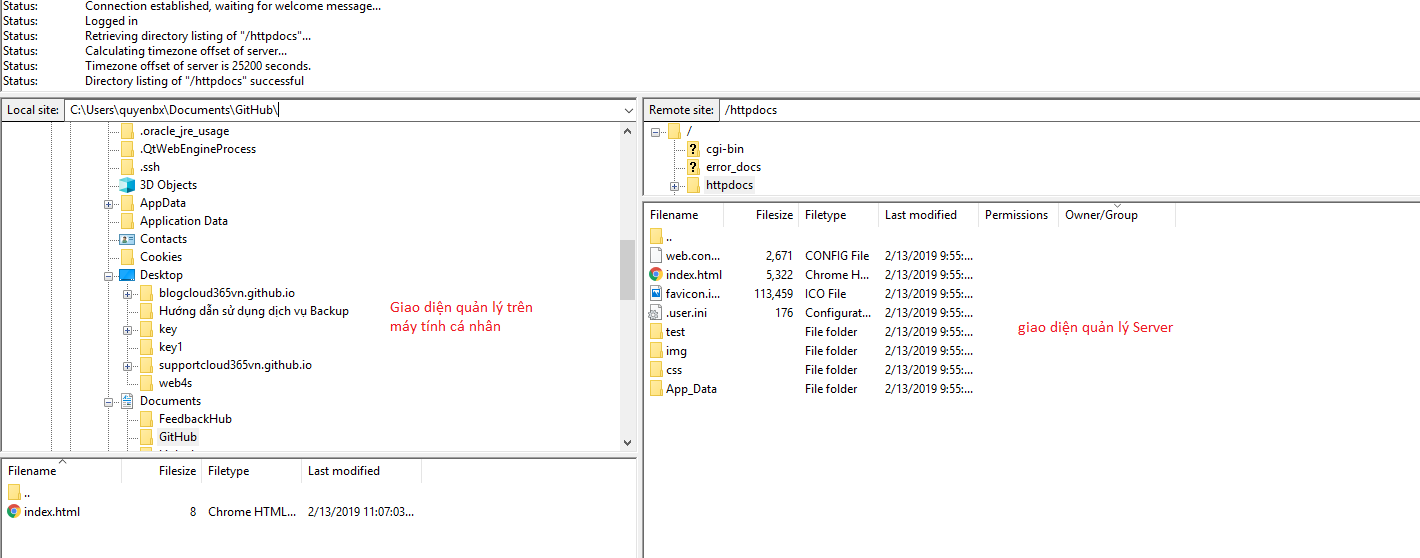 Status: Connection established, waiting for welcome message...
Status: Logged in
Status: Retrieving directory listing of "/httpdocs"...
Status: Calculating timezone offset of server...
Status: Timezone offset of server is 25200 seconds.
Status: Directory listing of "/httpdocs" successful
Local site: C:\Users\quyenbx\Documents\GitHub\
.oracle_jre_usage
.QtWebEngineProcess
.ssh
3D Objects
AppData
Application Data
Contacts
Cookies
Desktop
blogcloud365vn.github.io
Hướng dẫn sử dụng dịch vụ Backup
key
key1
supportcloud365vn.github.io
web4s
Documents
FeedbackHub
GitHub
Giao diện quản lý trên
máy tính cá nhân
Filename Filesize Filetype Last modified
..
index.html 8 Chrome HTML... 2/13/2019 11:07:03...
Remote site: /httpdocs
/
cgi-bin
error_docs
httpdocs
Filename Filesize Filetype Last modified Permissions Owner/Group
..
web.con... 2,671 CONFIG File 2/13/2019 9:55:...
index.html 5,322 Chrome H... 2/13/2019 9:55:...
favicon.i... 113,459 ICO File 2/13/2019 9:55:...
.user.ini 176 Configurat... 2/13/2019 9:55:...
test File folder 2/13/2019 9:55:...
img File folder 2/13/2019 9:55:...
css File folder 2/13/2019 9:55:...
App_Data File folder 2/13/2019 9:55:...
giao diện quản lý Server